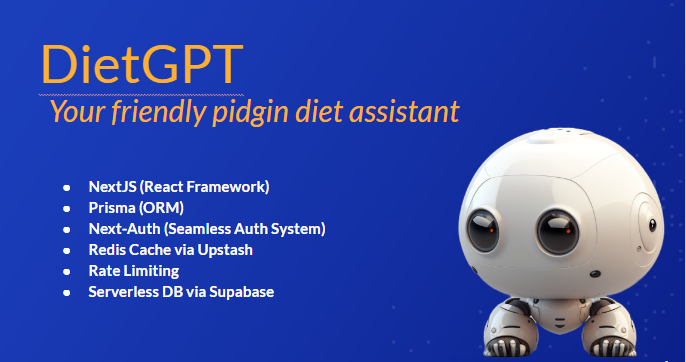 DietGPT
Your friendly pidgin diet assistant
● NextJS (React Framework)
● Prisma (ORM)
● Next-Auth (Seamless Auth System)
● Redis Cache via Upstash
● Rate Limiting
● Serverless DB via Supabase